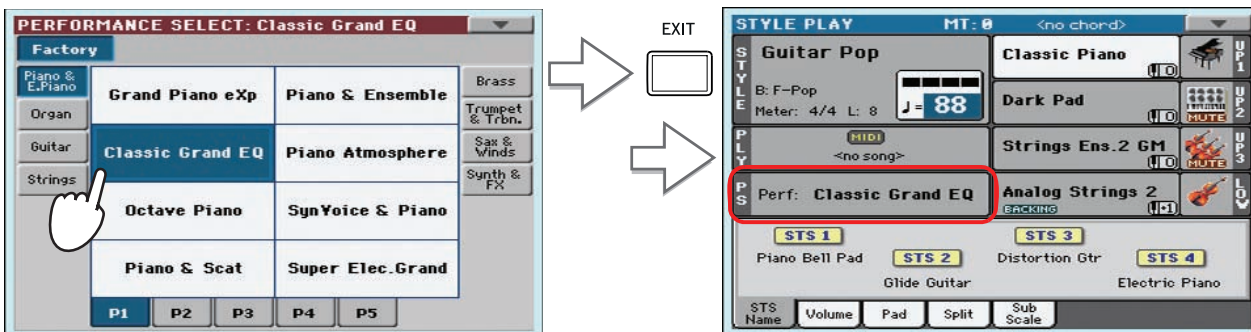 PERFORMANCE SELECT: Classic Grand EQ
Factory
Piano & E.Piano
Organ
Guitar
Strings
Grand Piano eXp
Piano & Ensemble
Classic Grand EQ
Piano Atmosphere
Octave Piano
SynVoice & Piano
Piano & Scat
Super Elec.Grand
Brass
Trumpet & Trbn.
Sax & Winds
Synth & FX
P1 P2 P3 P4 P5
EXIT
STYLE PLAY MT: 0 <no chord>
STYLE
Guitar Pop
B: F-Pop
Meter: 4/4 L: 8
♩= 88
PLY
MIDI
<no song>
PS
Perf: Classic Grand EQ
Classic Piano
0
UP1
Dark Pad
0
MUTE
UP2
Strings Ens.2 GM
0
MUTE
UP3
Analog Strings 2
BACKING
+1
LOW
STS 1
Piano Bell Pad
STS 2
Glide Guitar
STS 3
Distortion Gtr
STS 4
Electric Piano
STS Name
Volume
Pad
Split
Sub Scale